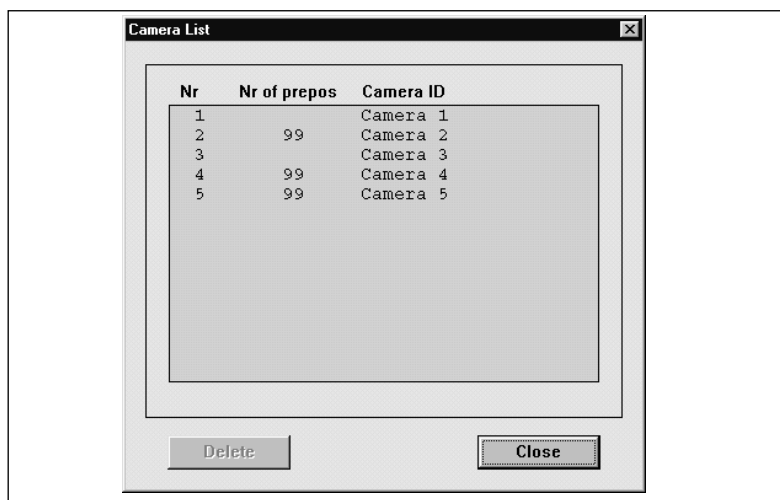 Camera List
Nr Nr of prepos Camera ID
1 Camera 1
2 99 Camera 2
3 Camera 3
4 99 Camera 4
5 99 Camera 5
Delete Close